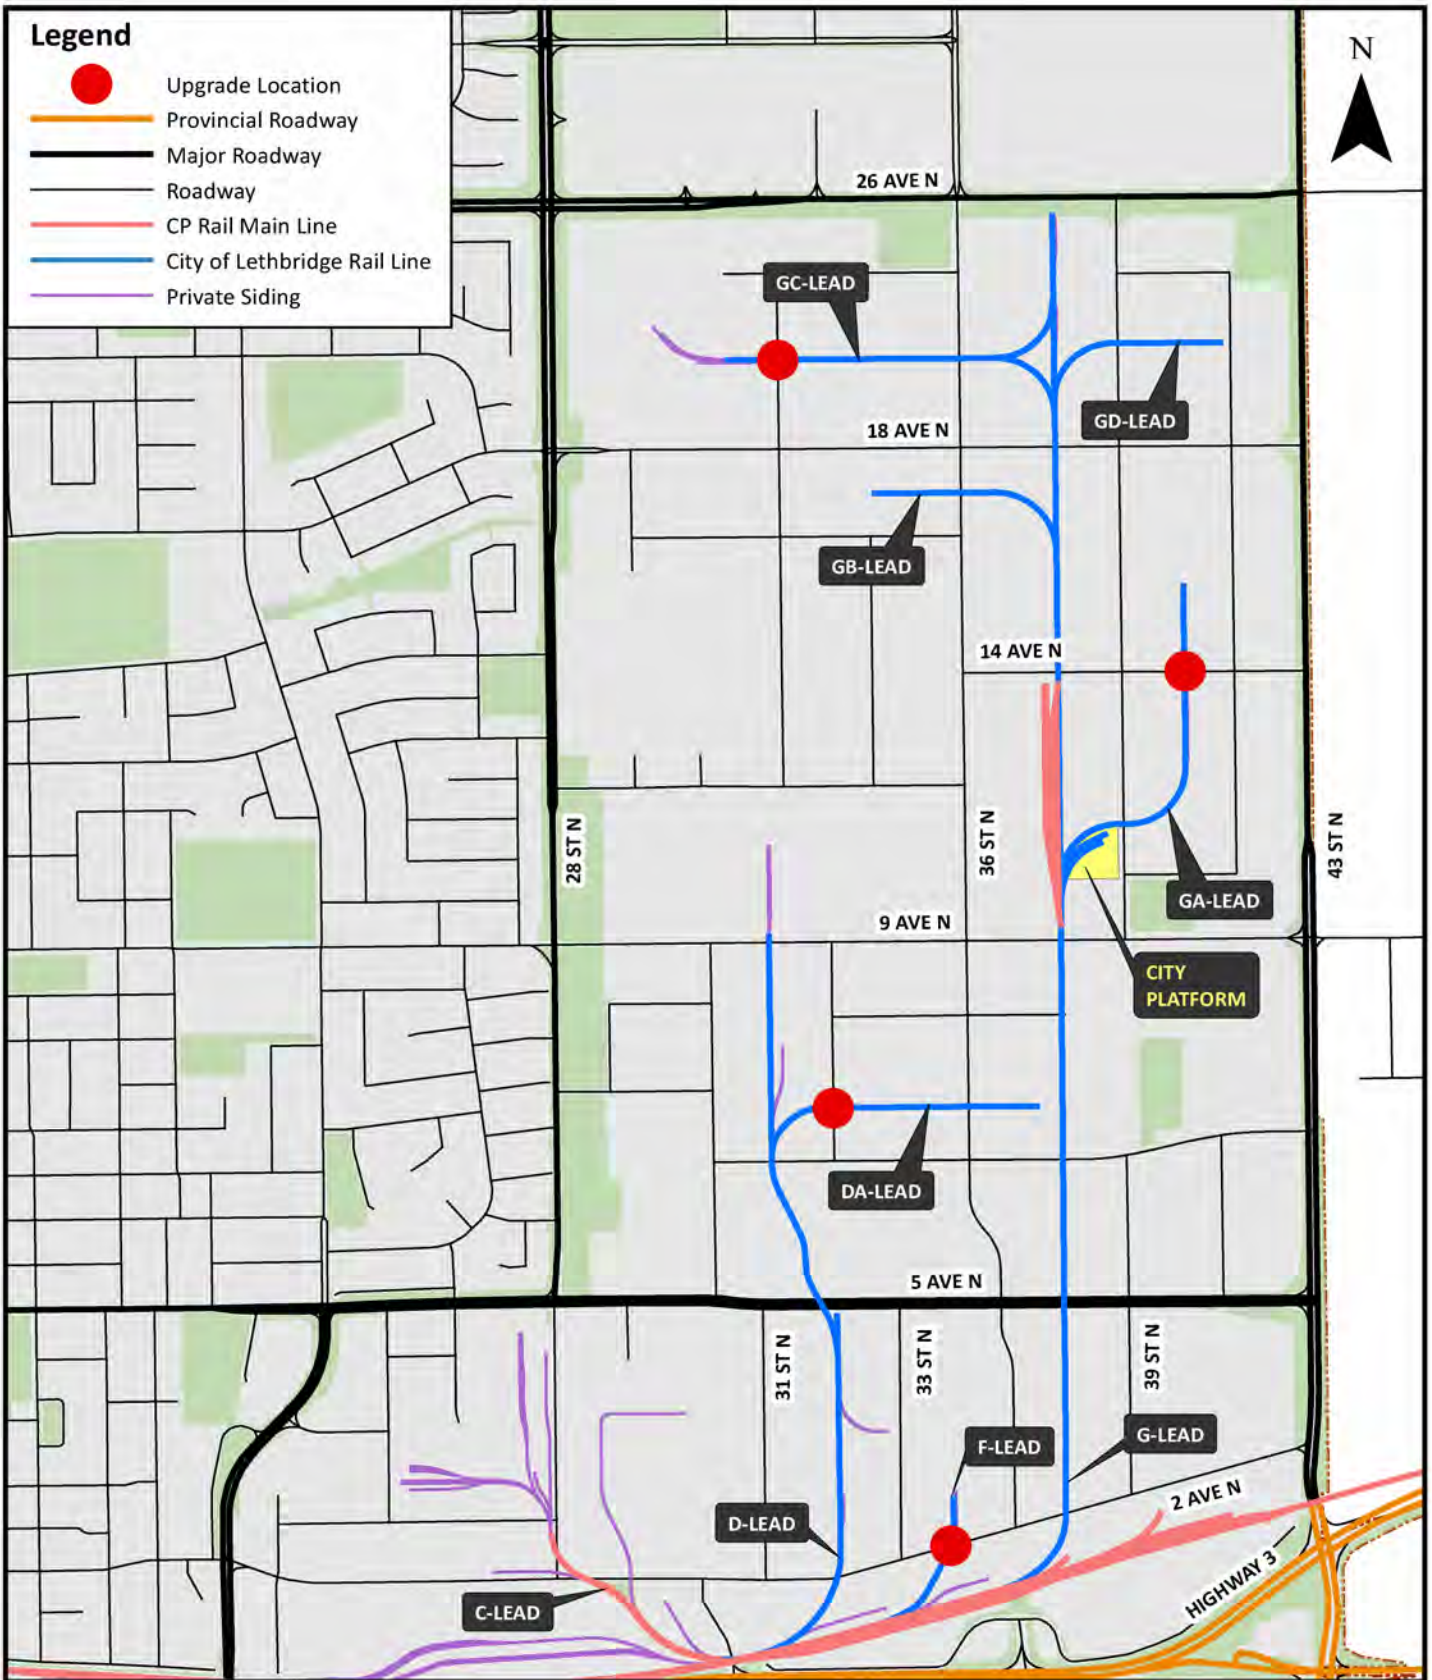 Legend
Upgrade Location
Provincial Roadway
Major Roadway
Roadway
CP Rail Main Line
City of Lethbridge Rail Line
Private Siding
N
26 AVE N
GC-LEAD
GD-LEAD
18 AVE N
GB-LEAD
14 AVE N
28 ST N
36 ST N
43 ST N
GA-LEAD
9 AVE N
CITY
PLATFORM
DA-LEAD
5 AVE N
31 ST N
33 ST N
39 ST N
F-LEAD
G-LEAD
2 AVE N
D-LEAD
HIGHWAY 3
C-LEAD